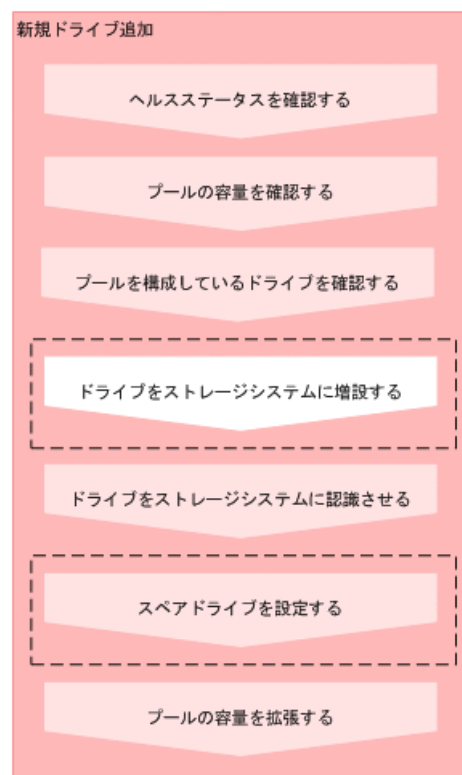 新規ドライブ追加
ヘルスステータスを確認する
プールの容量を確認する
プールを構成しているドライブを確認する
ドライブをストレージシステムに増設する
ドライブをストレージシステムに認識させる
スペアドライブを設定する
プールの容量を拡張する